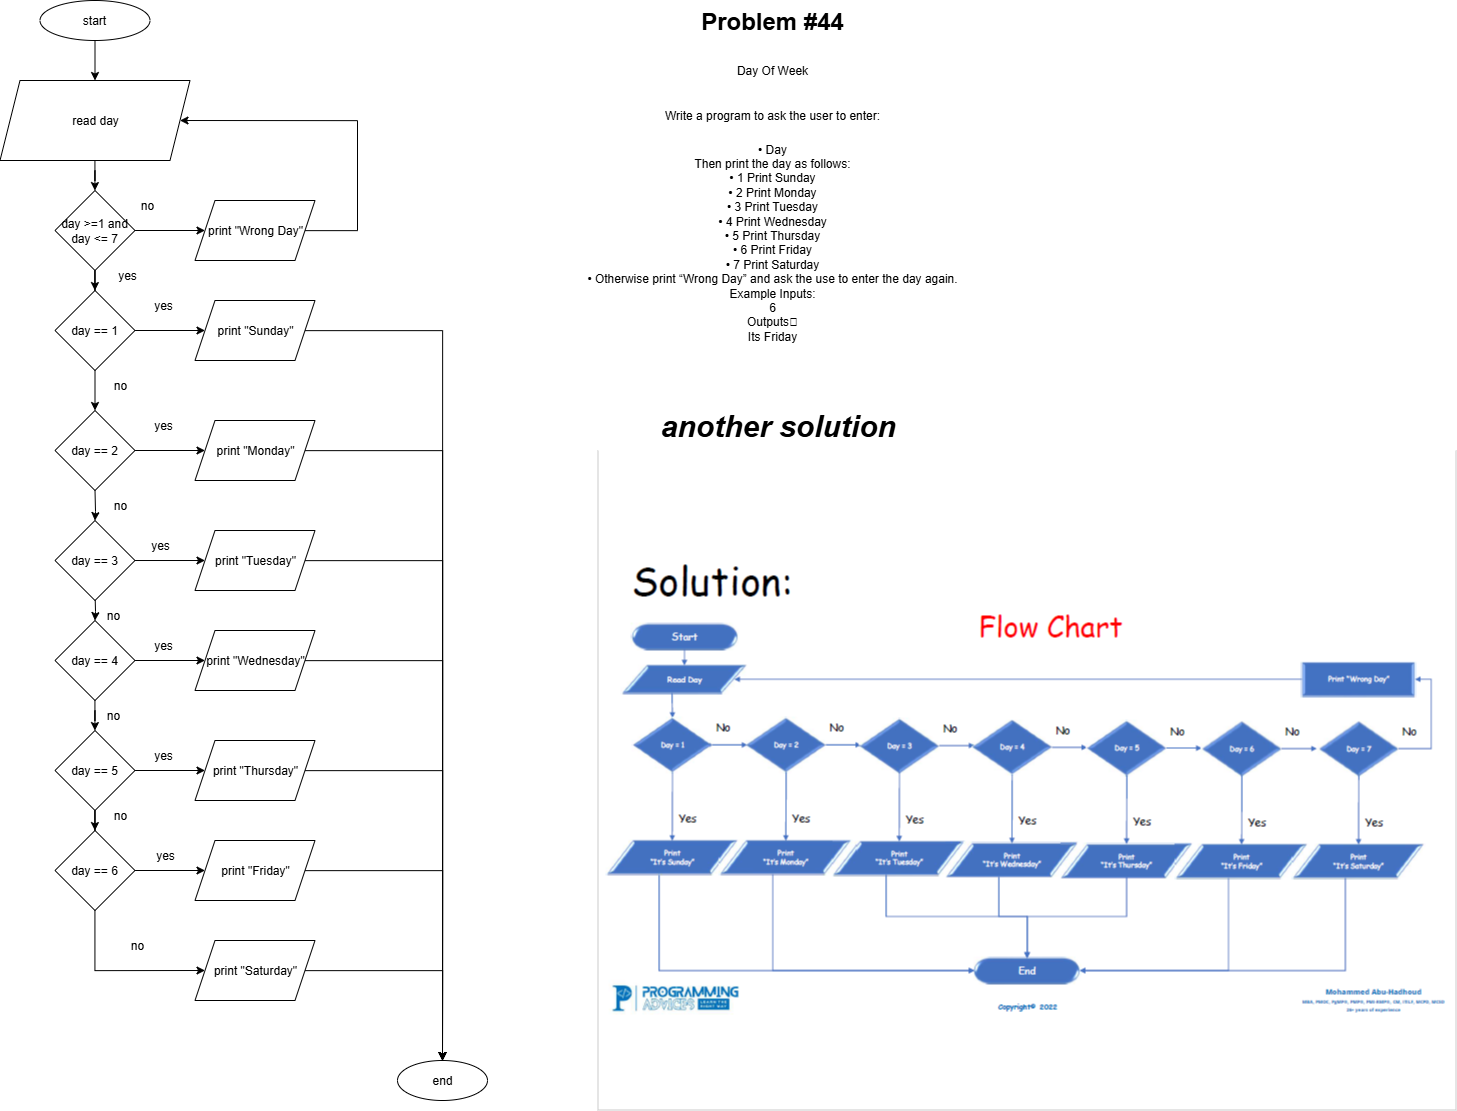 start
read day
day >=1 and
day <= 7
no
print "Wrong Day"
yes
day == 1
yes
print "Sunday"
no
day == 2
yes
print "Monday"
no
day == 3
yes
print "Tuesday"
no
day == 4
yes
print "Wednesday"
no
day == 5
yes
print "Thursday"
no
day == 6
yes
print "Friday"
no
print "Saturday"
end
Problem #44
Day Of Week
Write a program to ask the user to enter:
• Day
Then print the day as follows:
• 1 Print Sunday
• 2 Print Monday
• 3 Print Tuesday
• 4 Print Wednesday
• 5 Print Thursday
• 6 Print Friday
• 7 Print Saturday
• Otherwise print “Wrong Day” and ask the use to enter the day again.
Example Inputs:
6
Outputs
Its Friday
another solution
Solution:
Flow Chart
Start
Read Day
Print "Wrong Day"
Day = 1
No
Day = 2
No
Day = 3
No
Day = 4
No
Day = 5
No
Day = 6
No
Day = 7
No
Yes
Yes
Yes
Yes
Yes
Yes
Yes
Print
"It's Sunday"
Print
"It's Monday"
Print
"It's Tuesday"
Print
"It's Wednesday"
Print
"It's Thursday"
Print
"It's Friday"
Print
"It's Saturday"
End
PROGRAMMING
ADVICES
LEARN THE
RIGHT WAY
Copyright© 2022
Mohammed Abu-Hadhoud
26+ years of experience